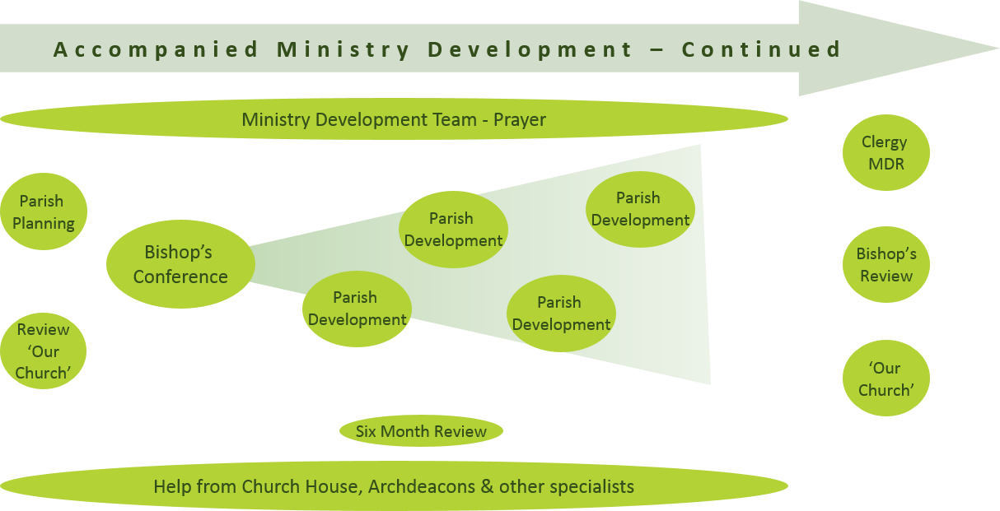 Accompanied Ministry Development – Continued
Ministry Development Team - Prayer
Clergy
MDR
Parish
Planning
Bishop’s
Conference
Parish
Development
Parish
Development
Parish
Development
Parish
Development
Bishop’s
Review
Review
‘Our
Church’
‘Our
Church’
Six Month Review
Help from Church House, Archdeacons & other specialists